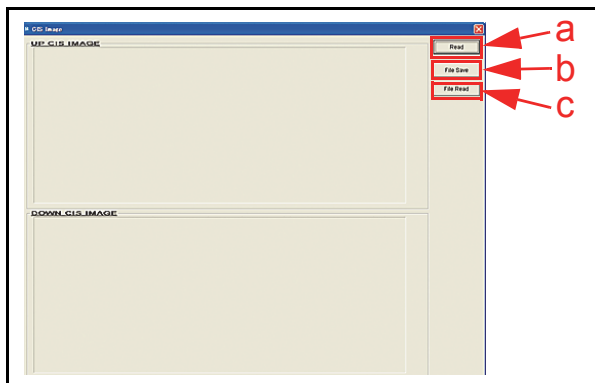 CIS Image
UP CIS IMAGE
Read
a
File Save
b
File Read
c
DOWN CIS IMAGE